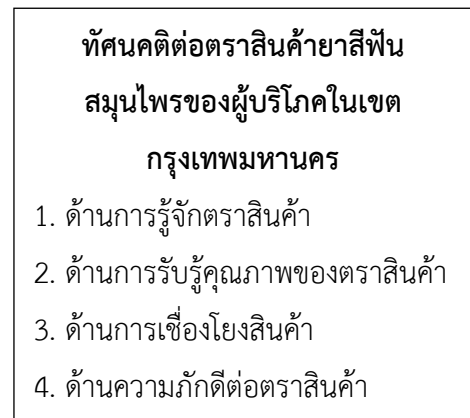 ทัศนคติต่อตราสินค้ายาสีฟัน
สมุนไพรของผู้บริโภคในเขต
กรุงเทพมหานคร
1. ด้านการรู้จักตราสินค้า
2. ด้านการรับรู้คุณภาพของตราสินค้า
3. ด้านการเชื่องโยงสินค้า
4. ด้านความภักดีต่อตราสินค้า